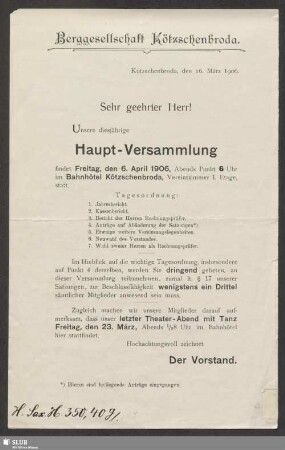 Berggesellschaft Kötzschenbroda.
Kötzschenbroda, den 16. März 1906.
Sehr geehrter Herr!
Unsere diesjährige
Haupt-Versammlung
findet Freitag, den 6. April 1906, Abends Punkt 6 Uhr
im Bahnhôtel Kötzschenbroda, Vereinszimmer I. Etage,
statt.
Tagesordnung:
1. Jahresbericht.
2. Kassenbericht.
3. Bericht der Herren Rechnungsprüfer.
4. Anträge auf Abänderung der Satzungen*)
5. Etwaige weitere Vereinsangelegenheiten.
6. Neuwahl des Vorstandes.
7. Wahl zweier Herren als Rechnungsprüfer.
Im Hinblick auf die wichtige Tagesordnung, insbesondere
auf Punkt 4 derselben, werden Sie dringend gebeten, an
dieser Versammlung teilzunehmen, zumal lt. § 17 unserer
Satzungen, zur Beschlussfähigkeit wenigstens ein Drittel
sämtlicher Mitglieder anwesend sein muss.
Zugleich machen wir unsere Mitglieder darauf auf-
merksam, dass unser letzter Theater-Abend mit Tanz
Freitag, den 23. März, Abends ½8 Uhr im Bahnhôtel
hier stattfindet.
Hochachtungsvoll zeichnet
Der Vorstand.
*) Hierzu sind beiliegende Anträge eingegangen.
H. Sax. H 350, 40
SLUB